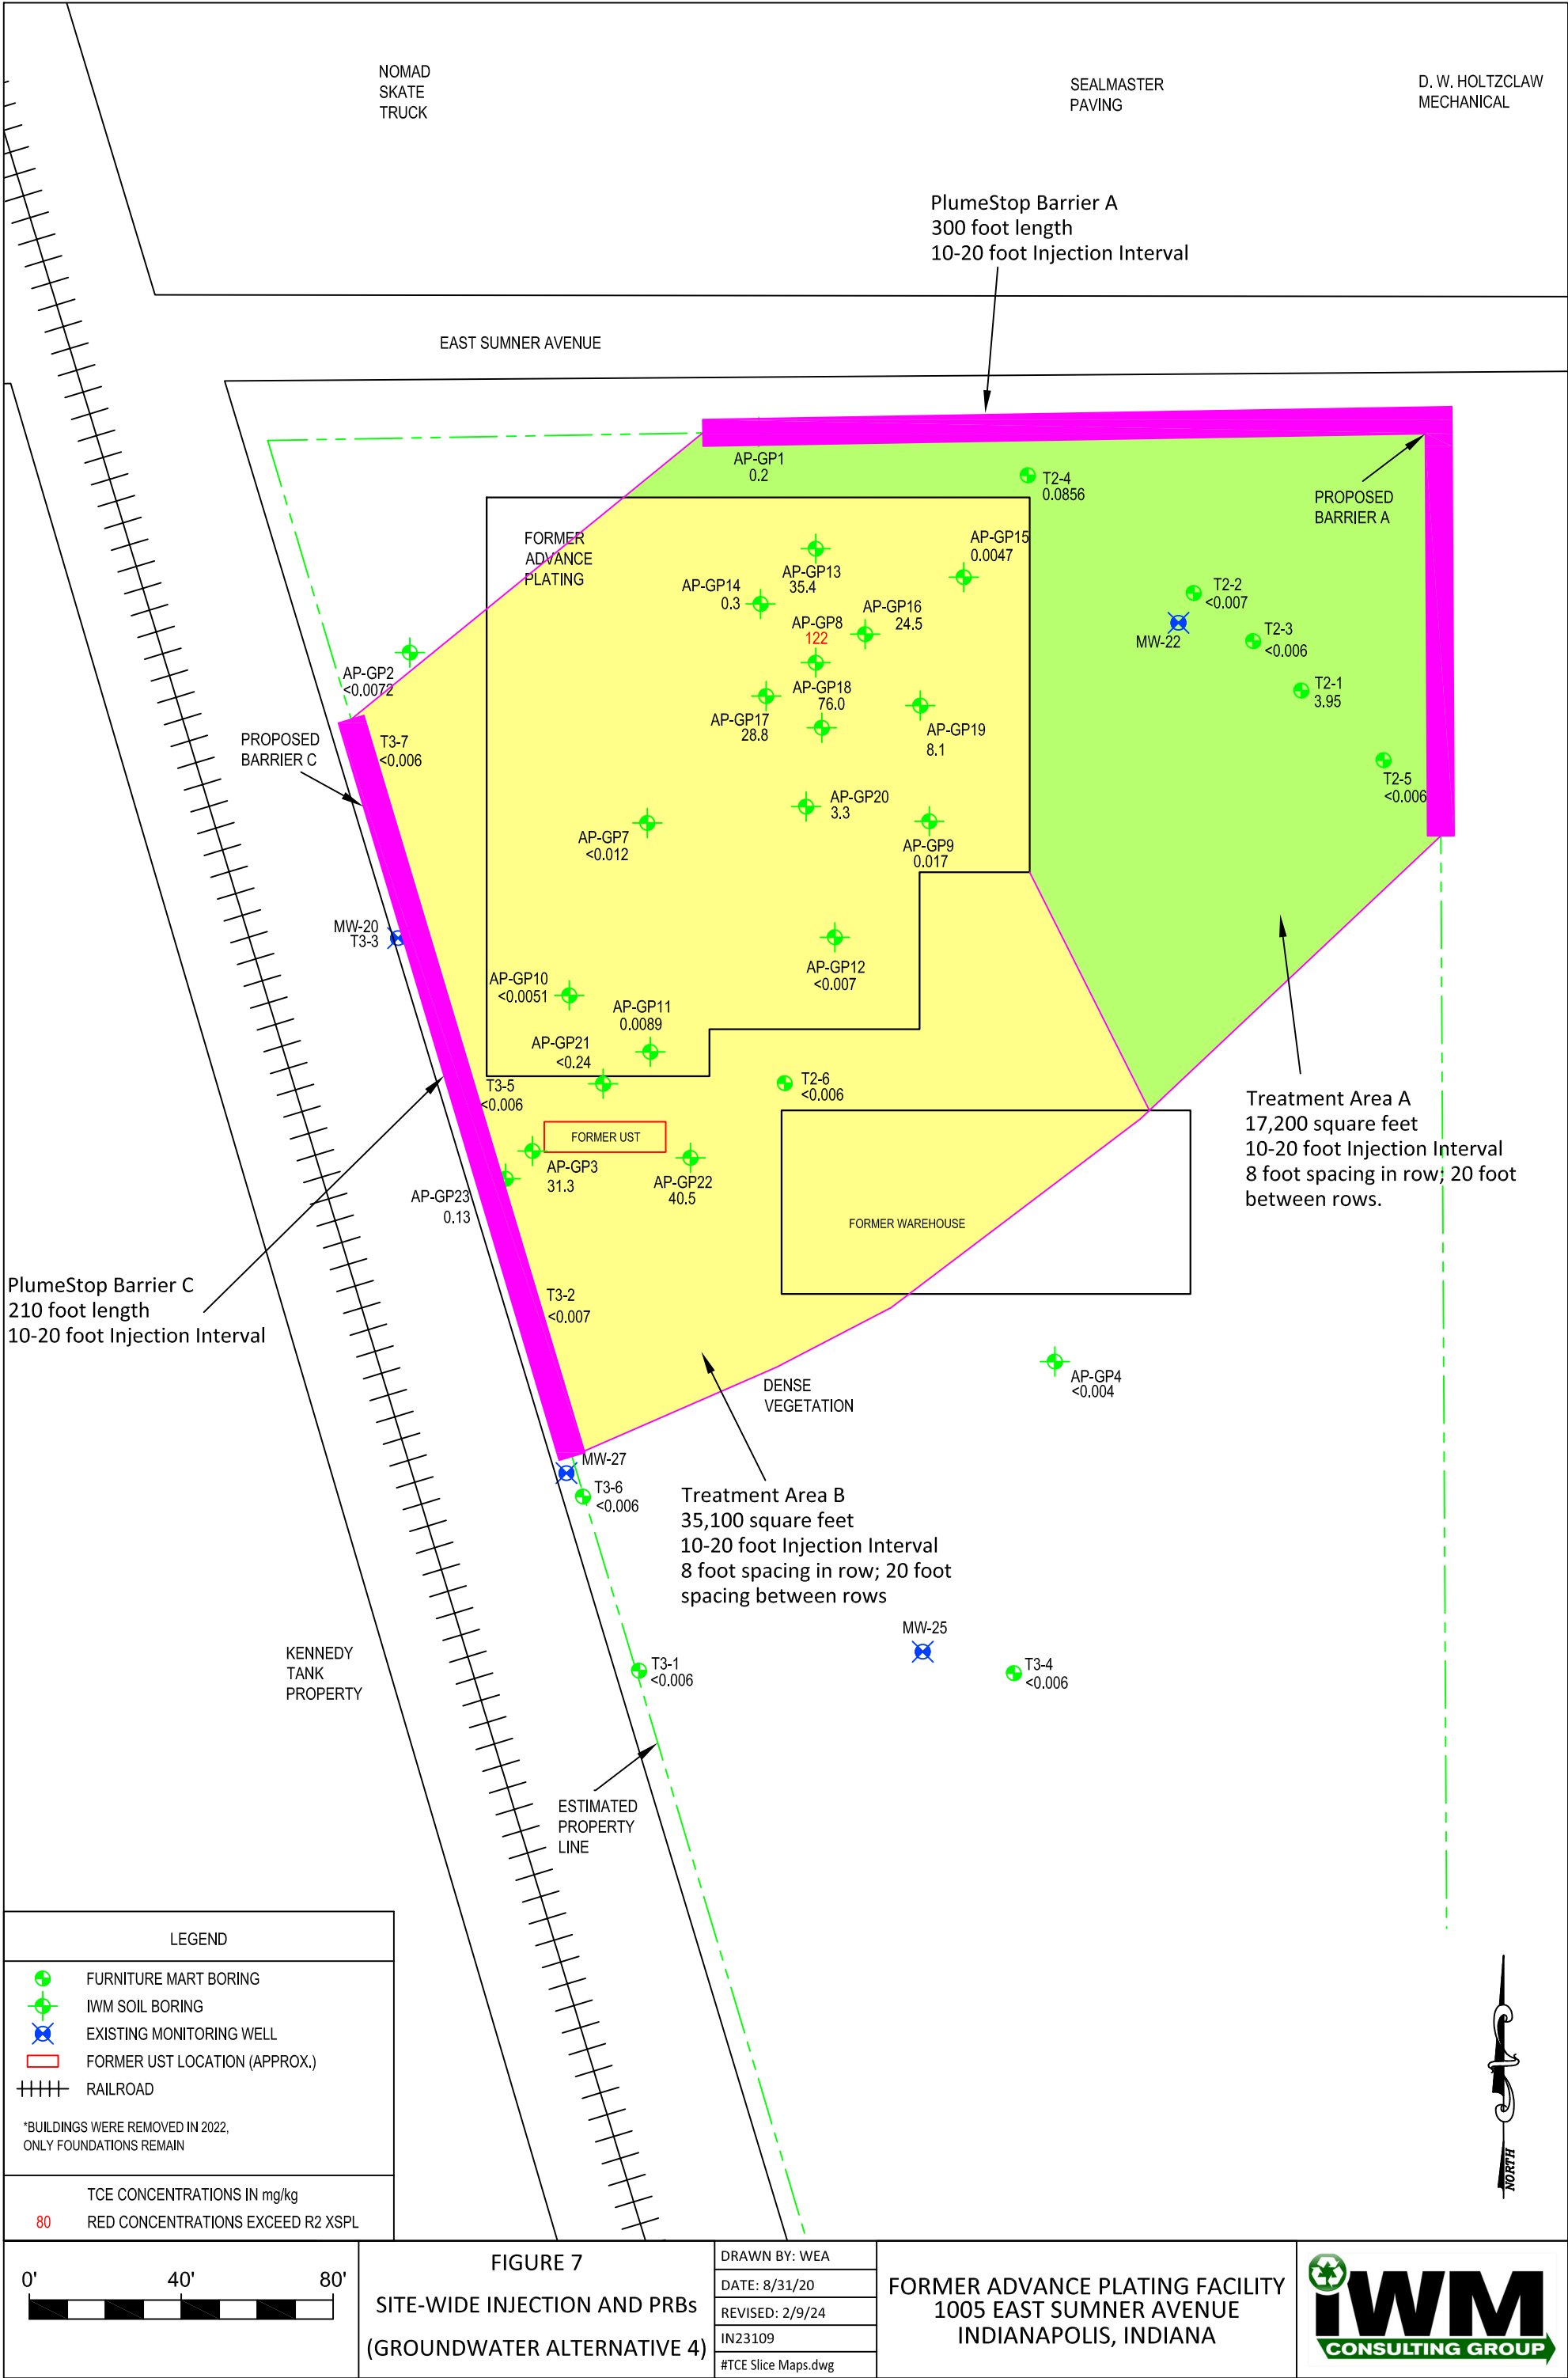 NOMAD
SKATE
TRUCK
SEALMASTER
PAVING
D. W. HOLTZCLAW
MECHANICAL
PlumeStop Barrier A
300 foot length
10-20 foot Injection Interval
EAST SUMNER AVENUE
AP-GP1
0.2
T2-4
0.0856
PROPOSED
BARRIER A
FORMER
ADVANCE
PLATING
AP-GP13
35.4
AP-GP15
0.0047
AP-GP14
0.3
AP-GP16
24.5
AP-GP8
122
T2-2
<0.007
MW-22
T2-3
<0.006
AP-GP2
<0.0072
AP-GP18
76.0
T2-1
3.95
AP-GP17
28.8
AP-GP19
8.1
PROPOSED
BARRIER C
T3-7
<0.006
T2-5
<0.006
AP-GP20
3.3
AP-GP7
<0.012
AP-GP9
0.017
MW-20
T3-3
AP-GP12
<0.007
AP-GP10
<0.0051
AP-GP11
0.0089
AP-GP21
<0.24
T3-5
<0.006
T2-6
<0.006
Treatment Area A
17,200 square feet
10-20 foot Injection Interval
8 foot spacing in row; 20 foot
between rows.
FORMER UST
AP-GP3
31.3
AP-GP22
40.5
AP-GP23
0.13
FORMER WAREHOUSE
PlumeStop Barrier C
210 foot length
10-20 foot Injection Interval
T3-2
<0.007
DENSE
VEGETATION
AP-GP4
<0.004
MW-27
T3-6
<0.006
Treatment Area B
35,100 square feet
10-20 foot Injection Interval
8 foot spacing in row; 20 foot
spacing between rows
MW-25
KENNEDY
TANK
PROPERTY
T3-1
<0.006
T3-4
<0.006
ESTIMATED
PROPERTY
LINE
LEGEND
FURNITURE MART BORING
IWM SOIL BORING
EXISTING MONITORING WELL
FORMER UST LOCATION (APPROX.)
RAILROAD
*BUILDINGS WERE REMOVED IN 2022,
ONLY FOUNDATIONS REMAIN
TCE CONCENTRATIONS IN mg/kg
80 RED CONCENTRATIONS EXCEED R2 XSPL
NORTH
0' 40' 80'
FIGURE 7
SITE-WIDE INJECTION AND PRBs
(GROUNDWATER ALTERNATIVE 4)
DRAWN BY: WEA
DATE: 8/31/20
REVISED: 2/9/24
IN23109
#TCE Slice Maps.dwg
FORMER ADVANCE PLATING FACILITY
1005 EAST SUMNER AVENUE
INDIANAPOLIS, INDIANA
iWM
CONSULTING GROUP